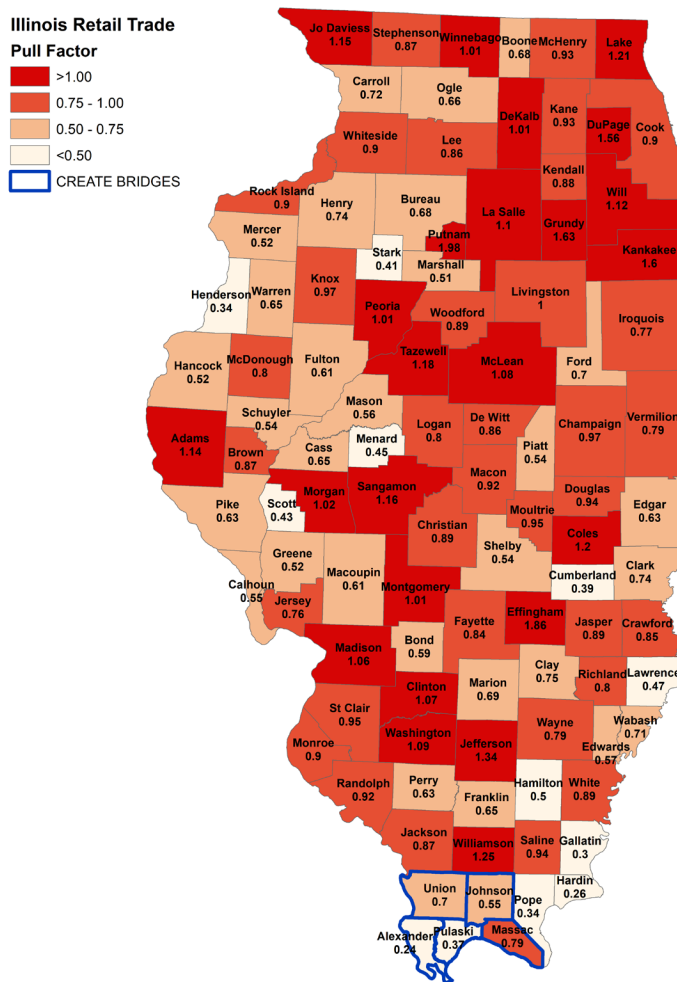 Illinois Retail Trade
Pull Factor
>1.00
0.75 - 1.00
0.50 - 0.75
<0.50
CREATE BRIDGES
Jo Daviess
1.15
Stephenson
0.87
Winnebago
1.01
Boone
0.68
McHenry
0.93
Lake
1.21
Carroll
0.72
Ogle
0.66
DeKalb
1.01
Kane
0.93
DuPage
1.56
Cook
0.9
Whiteside
0.9
Lee
0.86
Kendall
0.88
Will
1.12
Rock Island
0.9
Henry
0.74
Bureau
0.68
La Salle
1.1
Grundy
1.63
Kankakee
1.6
Mercer
0.52
Putnam
1.98
Stark
0.41
Marshall
0.51
Henderson
0.34
Warren
0.65
Knox
0.97
Peoria
1.01
Woodford
0.89
Livingston
1
Iroquois
0.77
Hancock
0.52
McDonough
0.8
Fulton
0.61
Tazewell
1.18
McLean
1.08
Ford
0.7
Schuyler
0.54
Mason
0.56
Logan
0.8
De Witt
0.86
Piatt
0.54
Champaign
0.97
Vermilion
0.79
Adams
1.14
Brown
0.87
Cass
0.65
Menard
0.45
Macon
0.92
Pike
0.63
Scott
0.43
Morgan
1.02
Sangamon
1.16
Christian
0.89
Moultrie
0.95
Douglas
0.94
Edgar
0.63
Coles
1.2
Shelby
0.54
Greene
0.52
Macoupin
0.61
Montgomery
1.01
Cumberland
0.39
Clark
0.74
Calhoun
0.55
Jersey
0.76
Fayette
0.84
Effingham
1.86
Jasper
0.89
Crawford
0.85
Madison
1.06
Bond
0.59
Clinton
1.07
Marion
0.69
Clay
0.75
Richland
0.8
Lawrence
0.47
St Clair
0.95
Washington
1.09
Jefferson
1.34
Wayne
0.79
Edwards
0.57
Wabash
0.71
Monroe
0.9
Randolph
0.92
Perry
0.63
Franklin
0.65
Hamilton
0.5
White
0.89
Jackson
0.87
Williamson
1.25
Saline
0.94
Gallatin
0.3
Union
0.7
Johnson
0.55
Pope
0.34
Hardin
0.26
Alexander
0.24
Pulaski
0.37
Massac
0.79